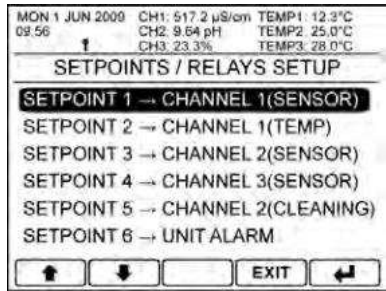 MON 1 JUN 2009 CH1: 517.2 µS/cm TEMP1: 12.3°C
09:56 CH2: 9.64 pH TEMP2: 25.0°C
CH3: 23.3% TEMP3: 28.0°C
SETPOINTS / RELAYS SETUP
SETPOINT 1 → CHANNEL 1(SENSOR)
SETPOINT 2 → CHANNEL 1(TEMP)
SETPOINT 3 → CHANNEL 2(SENSOR)
SETPOINT 4 → CHANNEL 3(SENSOR)
SETPOINT 5 → CHANNEL 2(CLEANING)
SETPOINT 6 → UNIT ALARM
EXIT